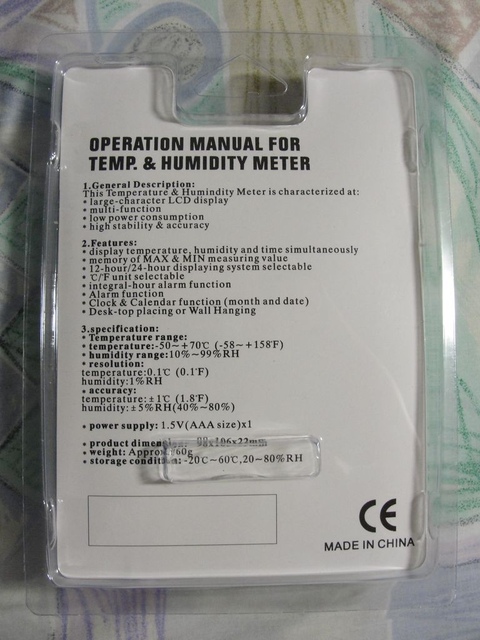 OPERATION MANUAL FOR
TEMP. & HUMIDITY METER
1.General Description:
This Temperature & Humindity Meter is characterized at:
• large-character LCD display
• multi-function
• low power consumption
• high stability & accuracy
2.Features:
• display temperature, humidity and time simultaneously
• memory of MAX & MIN measuring value
• 12-hour/24-hour displaying system selectable
• ℃/℉ unit selectable
• integral-hour alarm function
• Alarm function
• Clock & Calendar function (month and date)
• Desk-top placing or Wall Hanging
3.specification:
• Temperature range:
• temperature:-50~+70℃ (-58~+158℉)
• humidity range:10%~99%RH
• resolution:
temperature:0.1℃ (0.1℉)
humidity:1%RH
• accuracy:
temperature:±1℃ (1.8℉)
humidity:±5%RH(40%~80%)
• power supply: 1.5V(AAA size)x1
• product dimension: 98x106x22mm
• weight: Approx.60g
• storage condition: -20℃~60℃,20~80%RH
CE
MADE IN CHINA